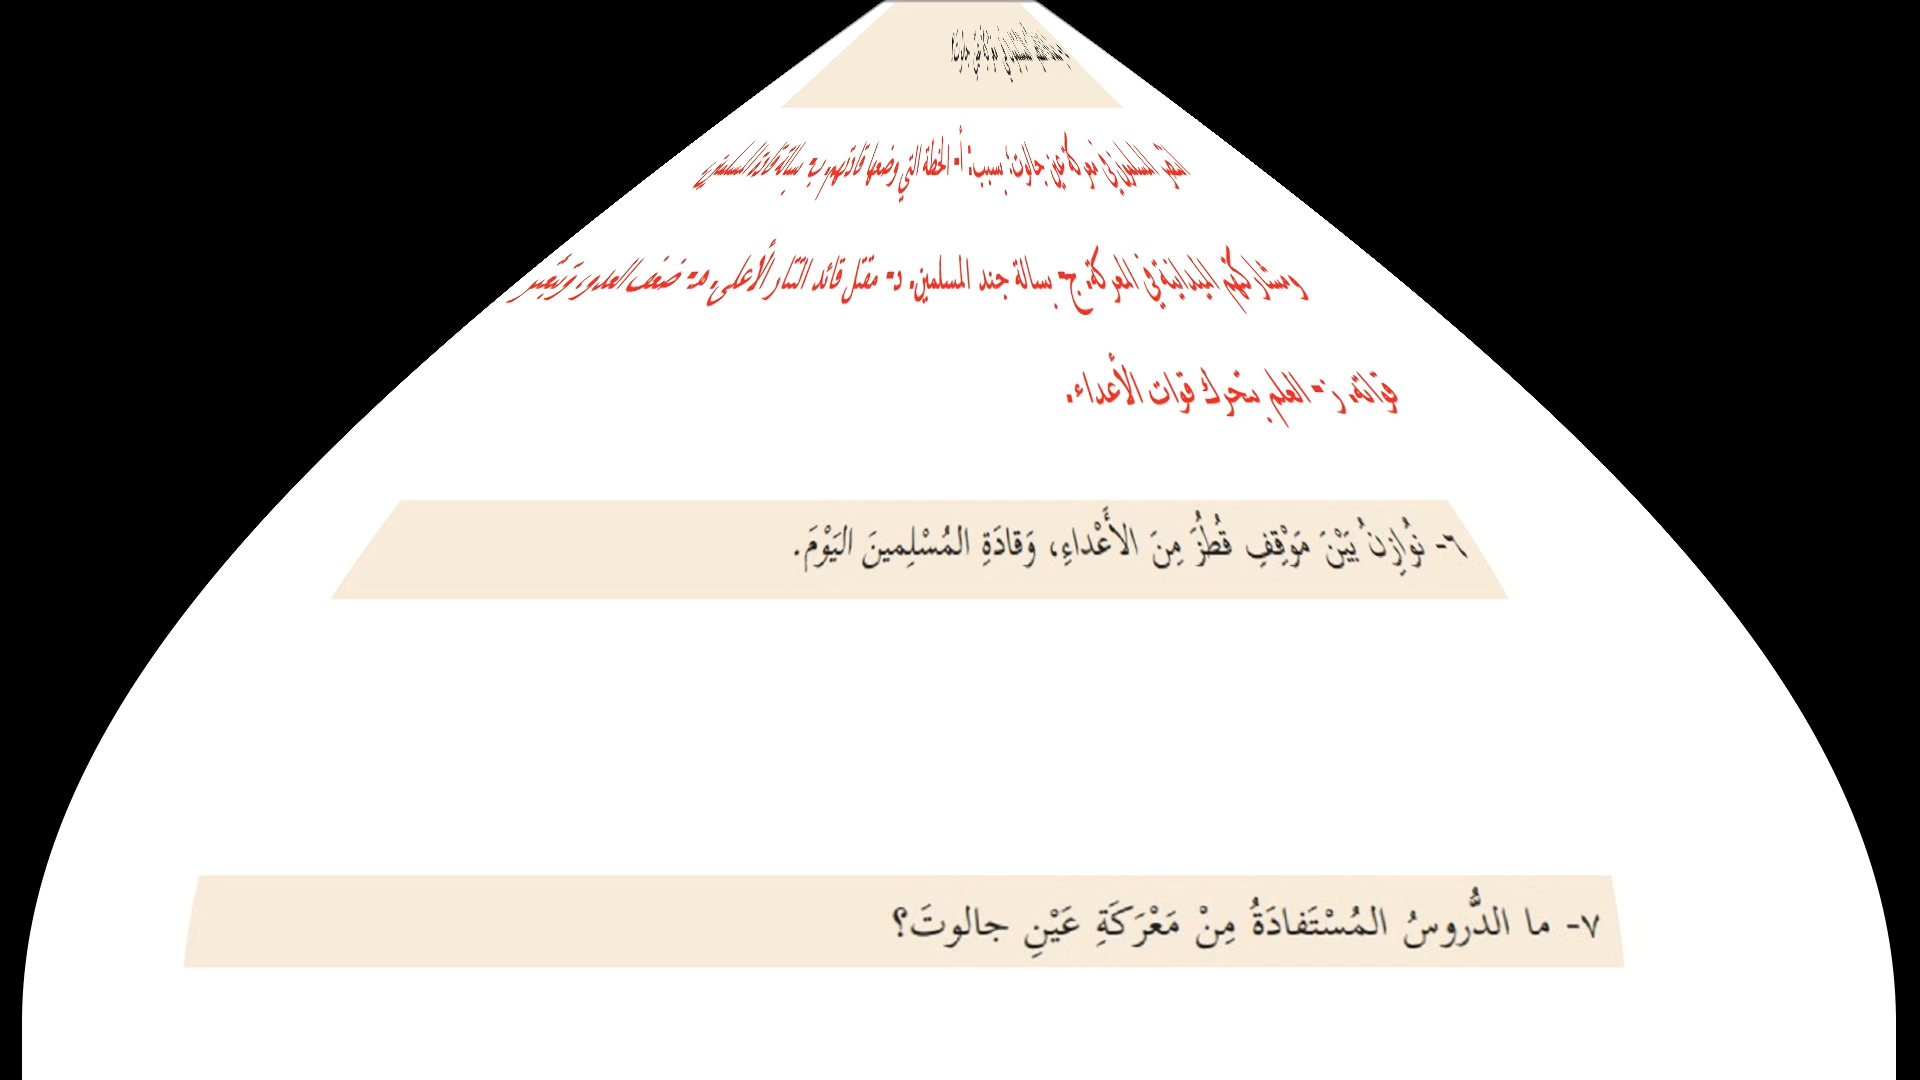 المسلمون في معركة عين جالوت؛ بسبب: أ- الخطة التي وضعها قادتهم. ب- بسالة قادة المسلمين،
ومشاركتهم الميدانية في المعركة. ج- بسالة جند المسلمين. د- مقتل قائد التتار الأعلى. هـ- ضعف العدو،
قواته. ز- العلم بتحرك قوات الأعداء.
٦- نُوازِنُ بَيْنَ مَوْقِفِ قُطُزَ مِنَ الأَعْداءِ، وَقادَةِ المُسْلِمينَ اليَوْمَ.
٧- ما الدُّروسُ المُسْتَفادَةُ مِنْ مَعْرَكَةِ عَيْنِ جالوتَ؟